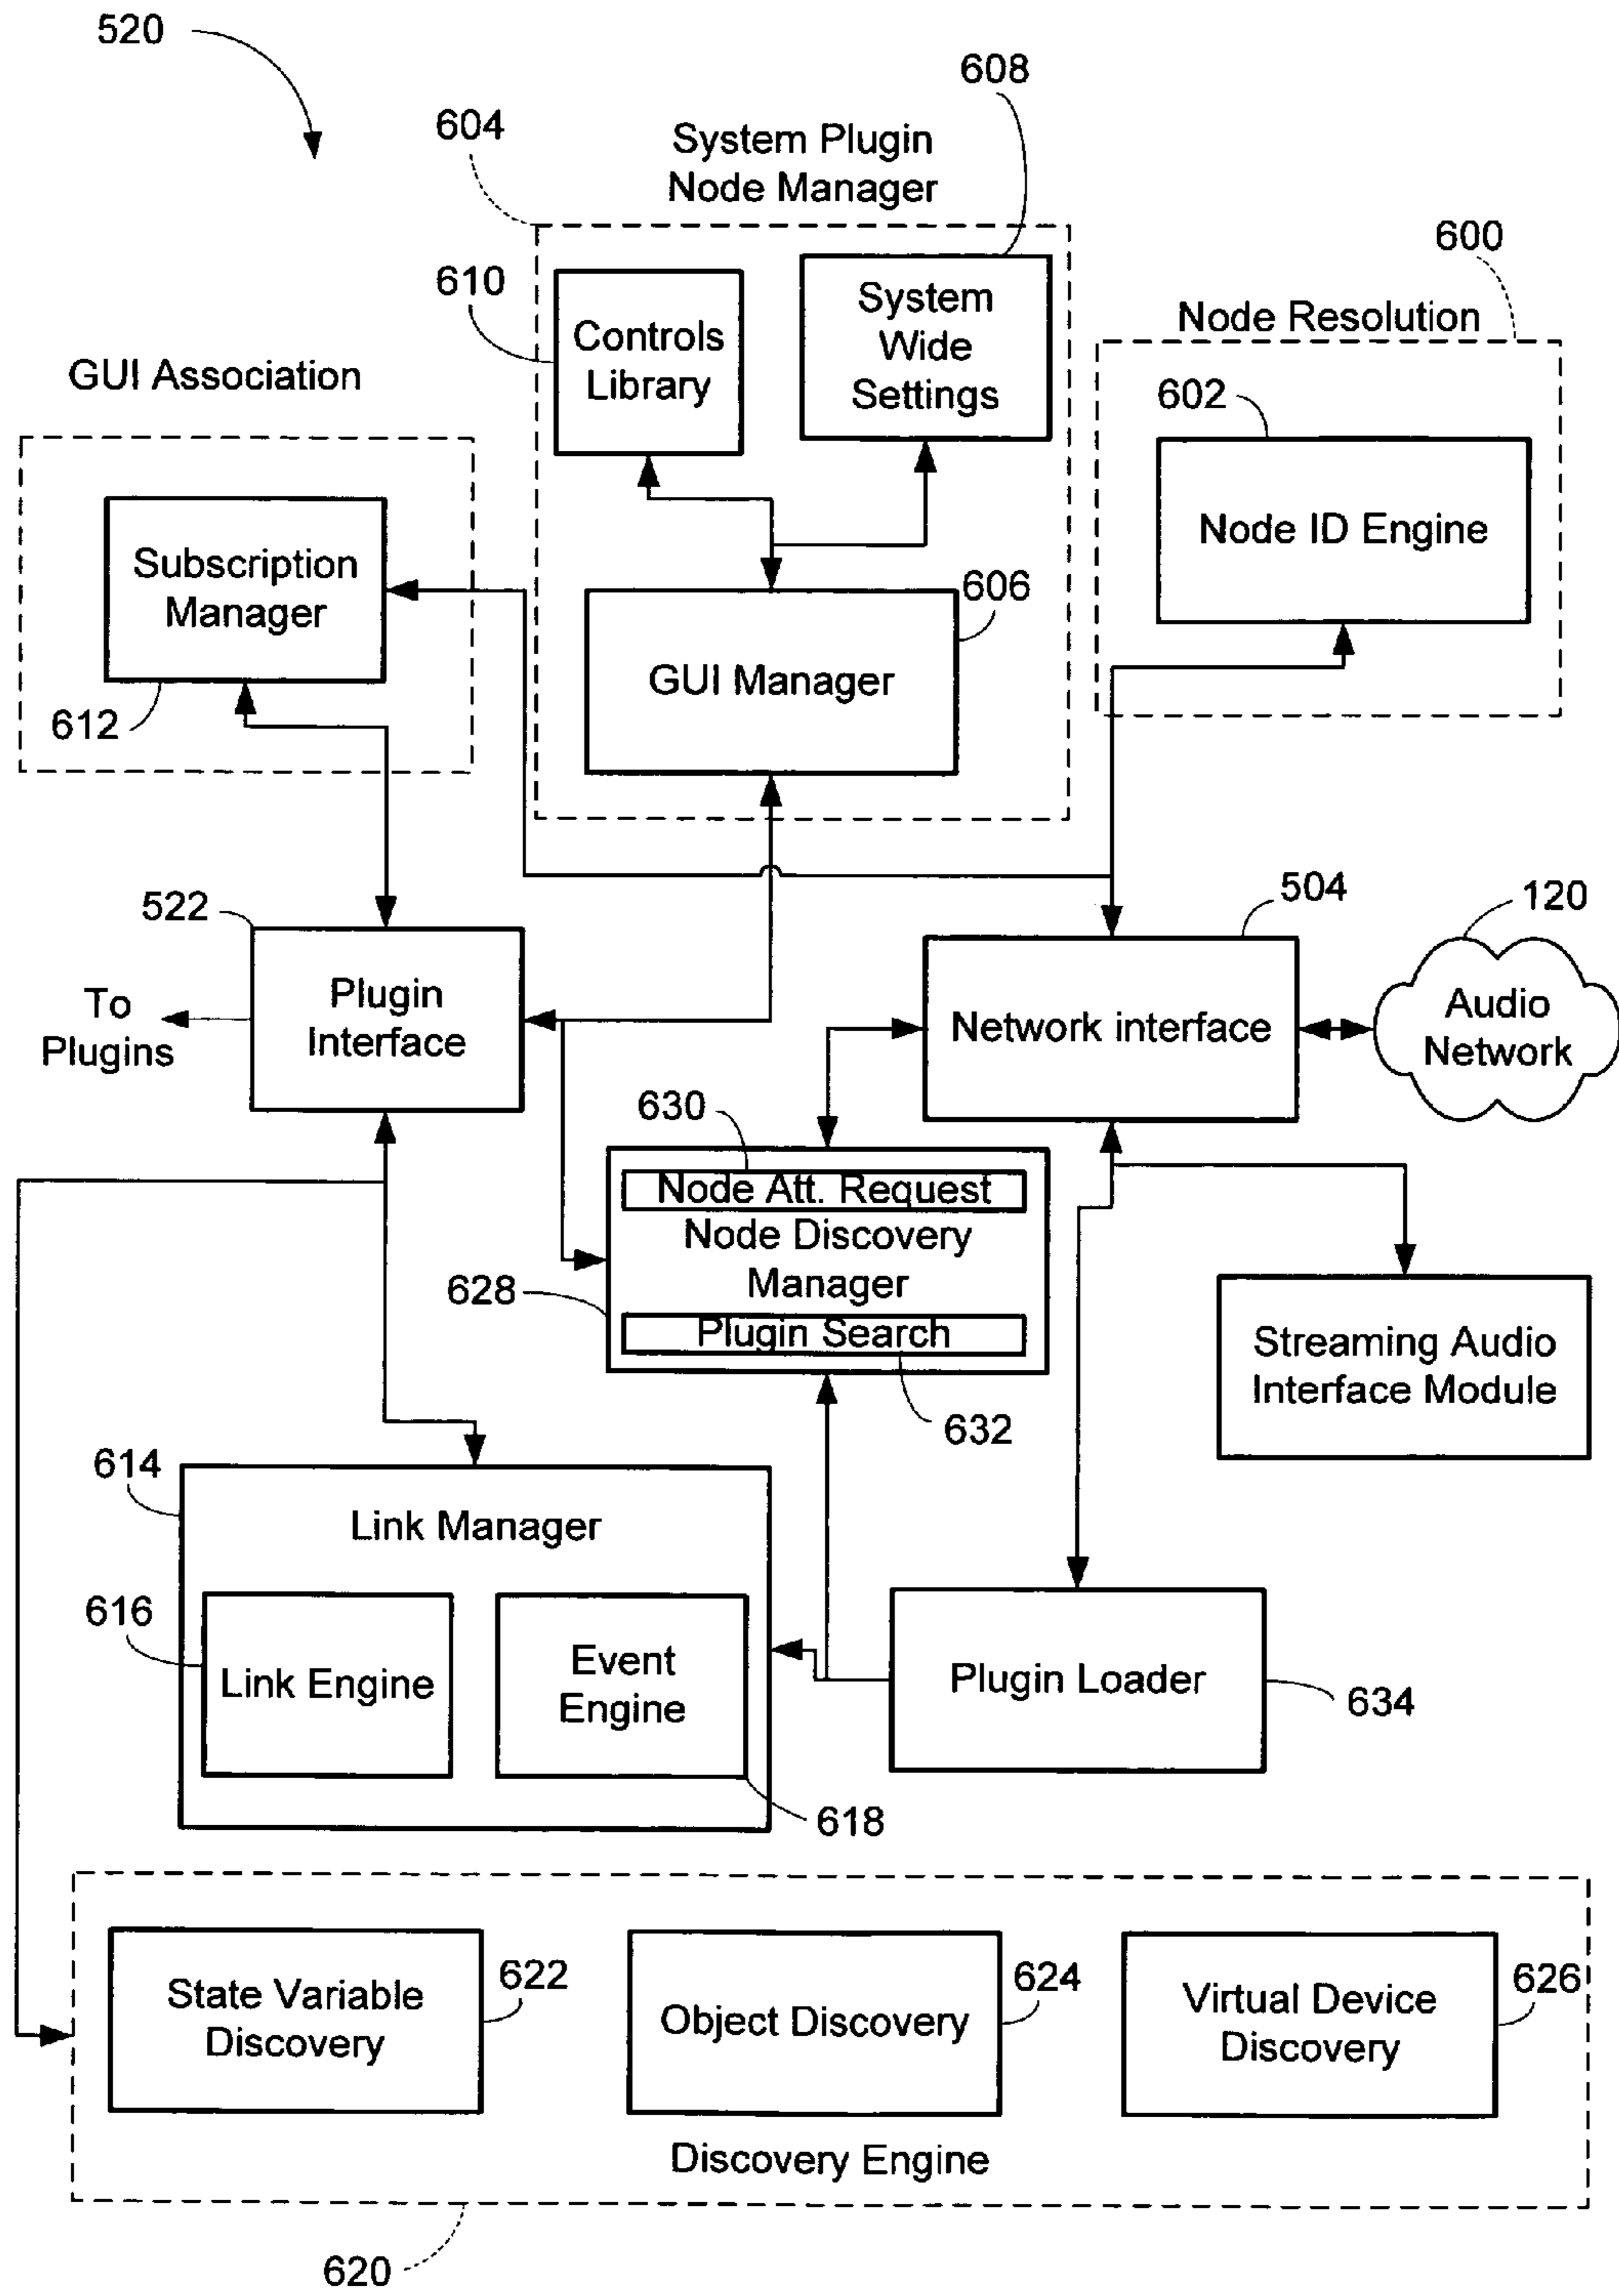 520
608
604
System Plugin
Node Manager
600
610
Controls
Library
System
Wide
Settings
Node Resolution
GUI Association
602
Node ID Engine
Subscription
Manager
606
GUI Manager
612
522
504
120
Plugin
Interface
To
Plugins
Network interface
Audio
Network
630
Node Att. Request
Node Discovery
Manager
628
Plugin Search
632
Streaming Audio
Interface Module
614
Link Manager
616
Link Engine
Event
Engine
Plugin Loader
634
618
State Variable
Discovery
622
Object Discovery
624
Virtual Device
Discovery
626
Discovery Engine
620